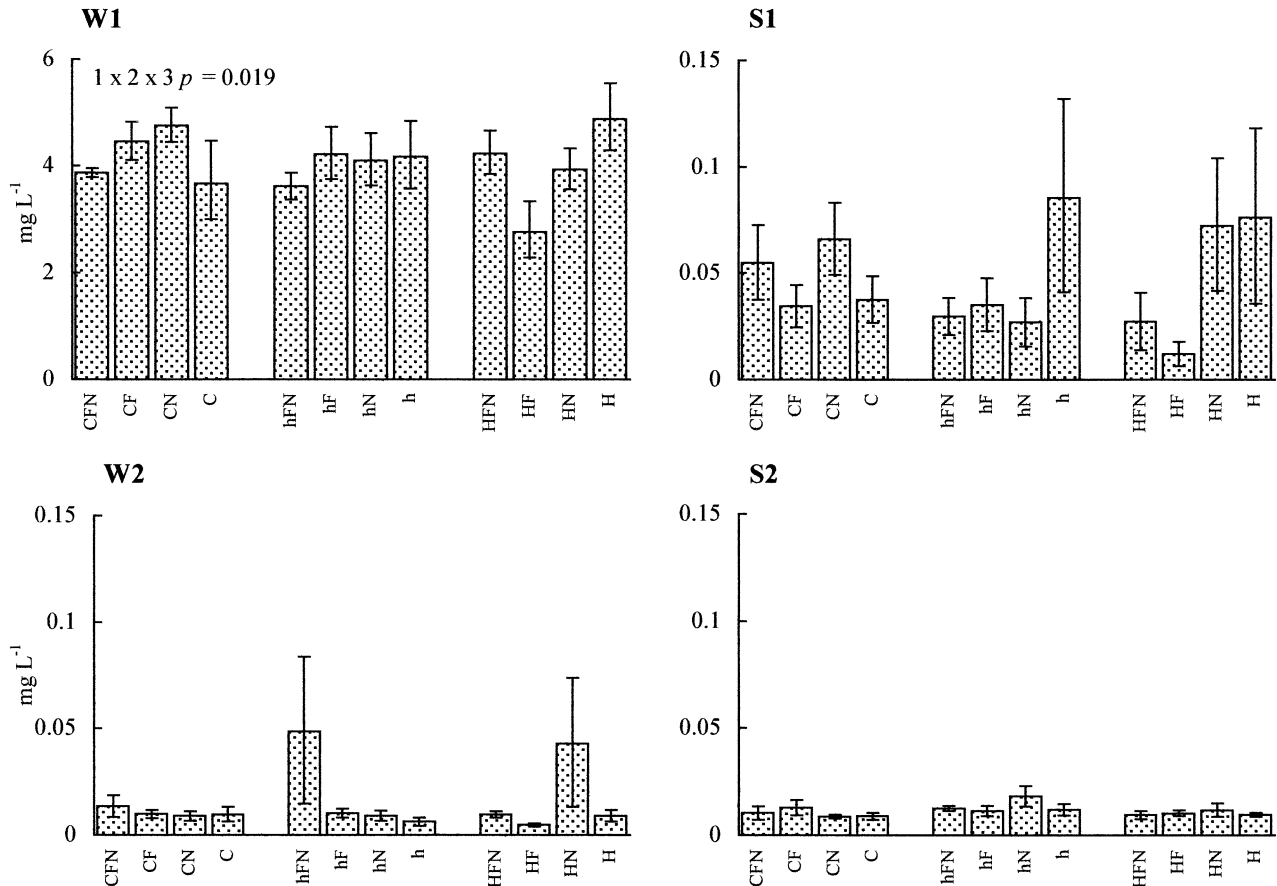 W1
6
1 x 2 x 3 p = 0.019
4
mg L-1
2
0
CFN CF CN C hFN hF hN h HFN HF HN H
S1
0.15
0.1
0.05
0
CFN CF CN C hFN hF hN h HFN HF HN H
W2
0.15
0.1
mg L-1
0.05
0
CFN CF CN C hFN hF hN h HFN HF HN H
S2
0.15
0.1
0.05
0
CFN CF CN C hFN hF hN h HFN HF HN H